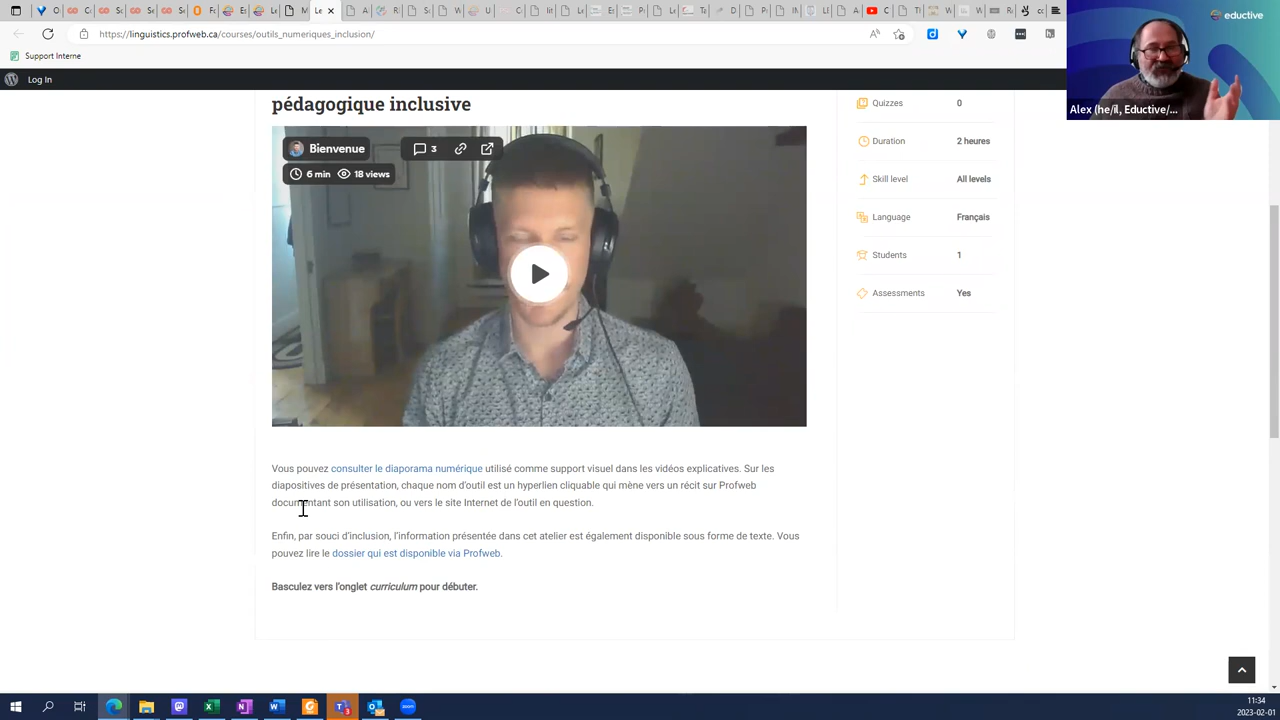 https://linguistics.profweb.ca/courses/outils_numeriques_inclusion/
Support Interne
Log In
eductive
Alex (he/il, Eductive/...
pédagogique inclusive
Bienvenue
3
6 min 18 views
Quizzes 0
Duration 2 heures
Skill level All levels
Language Français
Students 1
Assessments Yes
Vous pouvez consulter le diaporama numérique utilisé comme support visuel dans les vidéos explicatives. Sur les
diapositives de présentation, chaque nom d'outil est un hyperlien cliquable qui mène vers un récit sur Profweb
documentant son utilisation, ou vers le site Internet de l'outil en question.
Enfin, par souci d'inclusion, l'information présentée dans cet atelier est également disponible sous forme de texte. Vous
pouvez lire le dossier qui est disponible via Profweb.
Basculez vers l'onglet curriculum pour débuter.
11:34
2023-02-01